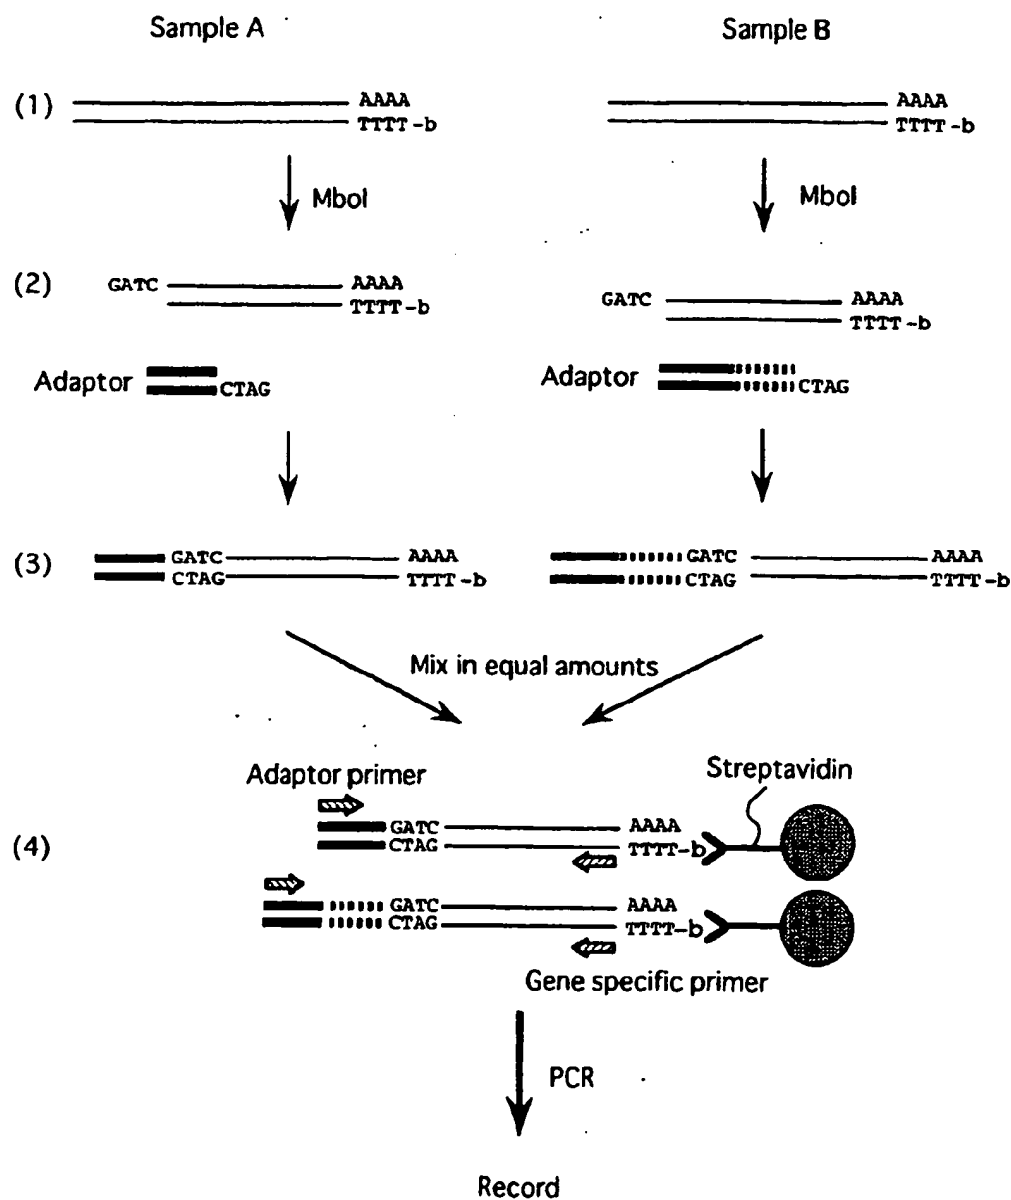 Sample A
Sample B
(1)
AAAA
TTTT-b
AAAA
TTTT-b
MboI
MboI
(2)
GATC
AAAA
TTTT-b
GATC
AAAA
TTTT-b
Adaptor
CTAG
Adaptor
CTAG
(3)
GATC
AAAA
CTAG
TTTT-b
GATC
AAAA
CTAG
TTTT-b
Mix in equal amounts
Adaptor primer
Streptavidin
(4)
GATC
AAAA
CTAG
TTTT-b
GATC
AAAA
CTAG
TTTT-b
Gene specific primer
PCR
Record